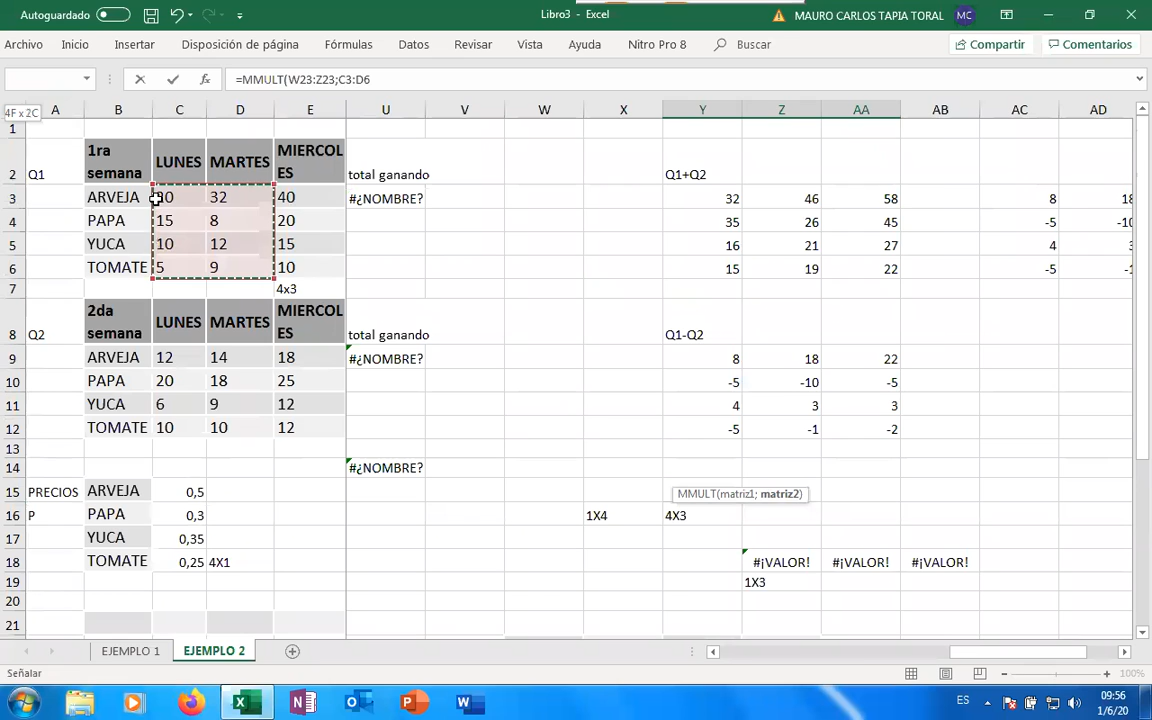 Autoguardado
Libro3 - Excel
MAURO CARLOS TAPIA TORAL MC
Archivo Inicio Insertar Disposición de página Fórmulas Datos Revisar Vista Ayuda Nitro Pro 8 Buscar Compartir Comentarios
fx =MMULT(W23:Z23;C3:D6
4F x 2C A B C D E U V W X Y Z AA AB AC AD
1
2 Q1 1ra semana LUNES MARTES MIERCOLES total ganando Q1+Q2
3 ARVEJA 32 40 #¿NOMBRE? 32 46 58 8 18
4 PAPA 15 8 20 35 26 45 -5 -10
5 YUCA 10 12 15 16 21 27 4 3
6 TOMATE 5 9 10 15 19 22 -5
7 4x3
8 Q2 2da semana LUNES MARTES MIERCOLES total ganando Q1-Q2
9 ARVEJA 12 14 18 #¿NOMBRE? 8 18 22
10 PAPA 20 18 25 -5 -10 -5
11 YUCA 6 9 12 4 3 3
12 TOMATE 10 10 12 -5 -1 -2
13
14 #¿NOMBRE?
15 PRECIOS ARVEJA 0,5 MMULT(matriz1; matriz2)
16 P PAPA 0,3 1X4 4X3
17 YUCA 0,35
18 TOMATE 0,25 4X1 #¡VALOR! #¡VALOR! #¡VALOR!
19 1X3
20
21
EJEMPLO 1 EJEMPLO 2
Señalar 100%
ES 09:56
1/6/20